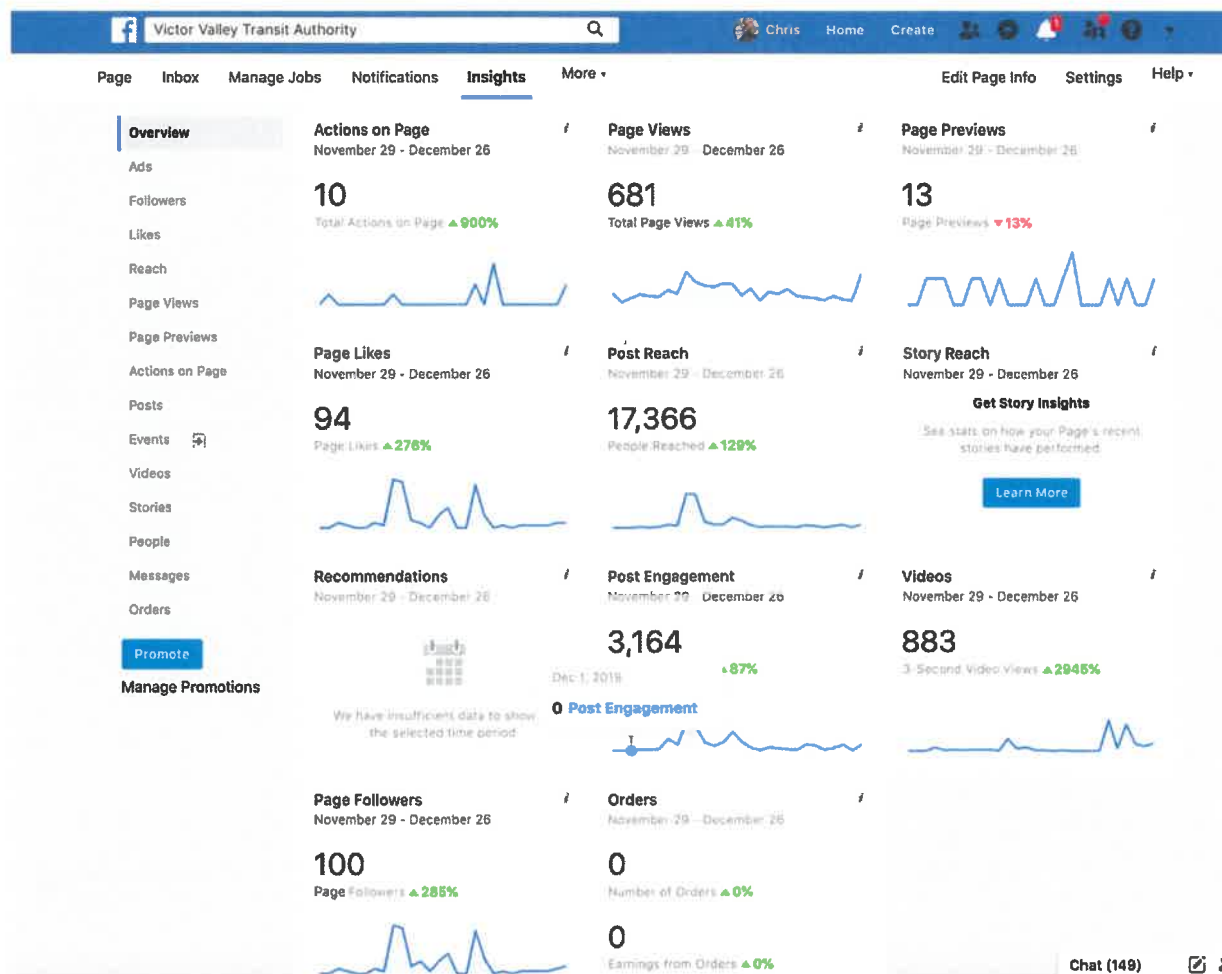 Victor Valley Transit Authority
Chris Home Create
Page Inbox Manage Jobs Notifications Insights More Edit Page Info Settings Help
Overview
Ads
Followers
Likes
Reach
Page Views
Page Previews
Actions on Page
Posts
Events
Videos
Stories
People
Messages
Orders
Promote
Manage Promotions
Actions on Page i
November 29 - December 26
10
Total Actions on Page ▲900%
Page Views i
November 29 - December 26
681
Total Page Views ▲41%
Page Previews i
November 29 - December 26
13
Page Previews ▼13%
Page Likes i
November 29 - December 26
94
Page Likes ▲276%
Post Reach i
November 29 - December 26
17,366
People Reached ▲129%
Story Reach i
November 29 - December 26
Get Story Insights
See stats on how your Page's recent
stories have performed.
Learn More
Recommendations i
November 29 - December 26
We have insufficient data to show
the selected time period
Post Engagement i
November 29 - December 26
3,164
▲87%
Dec 1, 2019
0 Post Engagement
Videos i
November 29 - December 26
883
3-Second Video Views ▲2945%
Page Followers i
November 29 - December 26
100
Page Followers ▲285%
Orders i
November 29 - December 26
0
Number of Orders ▲0%
0
Earnings from Orders ▲0%
Chat (149)